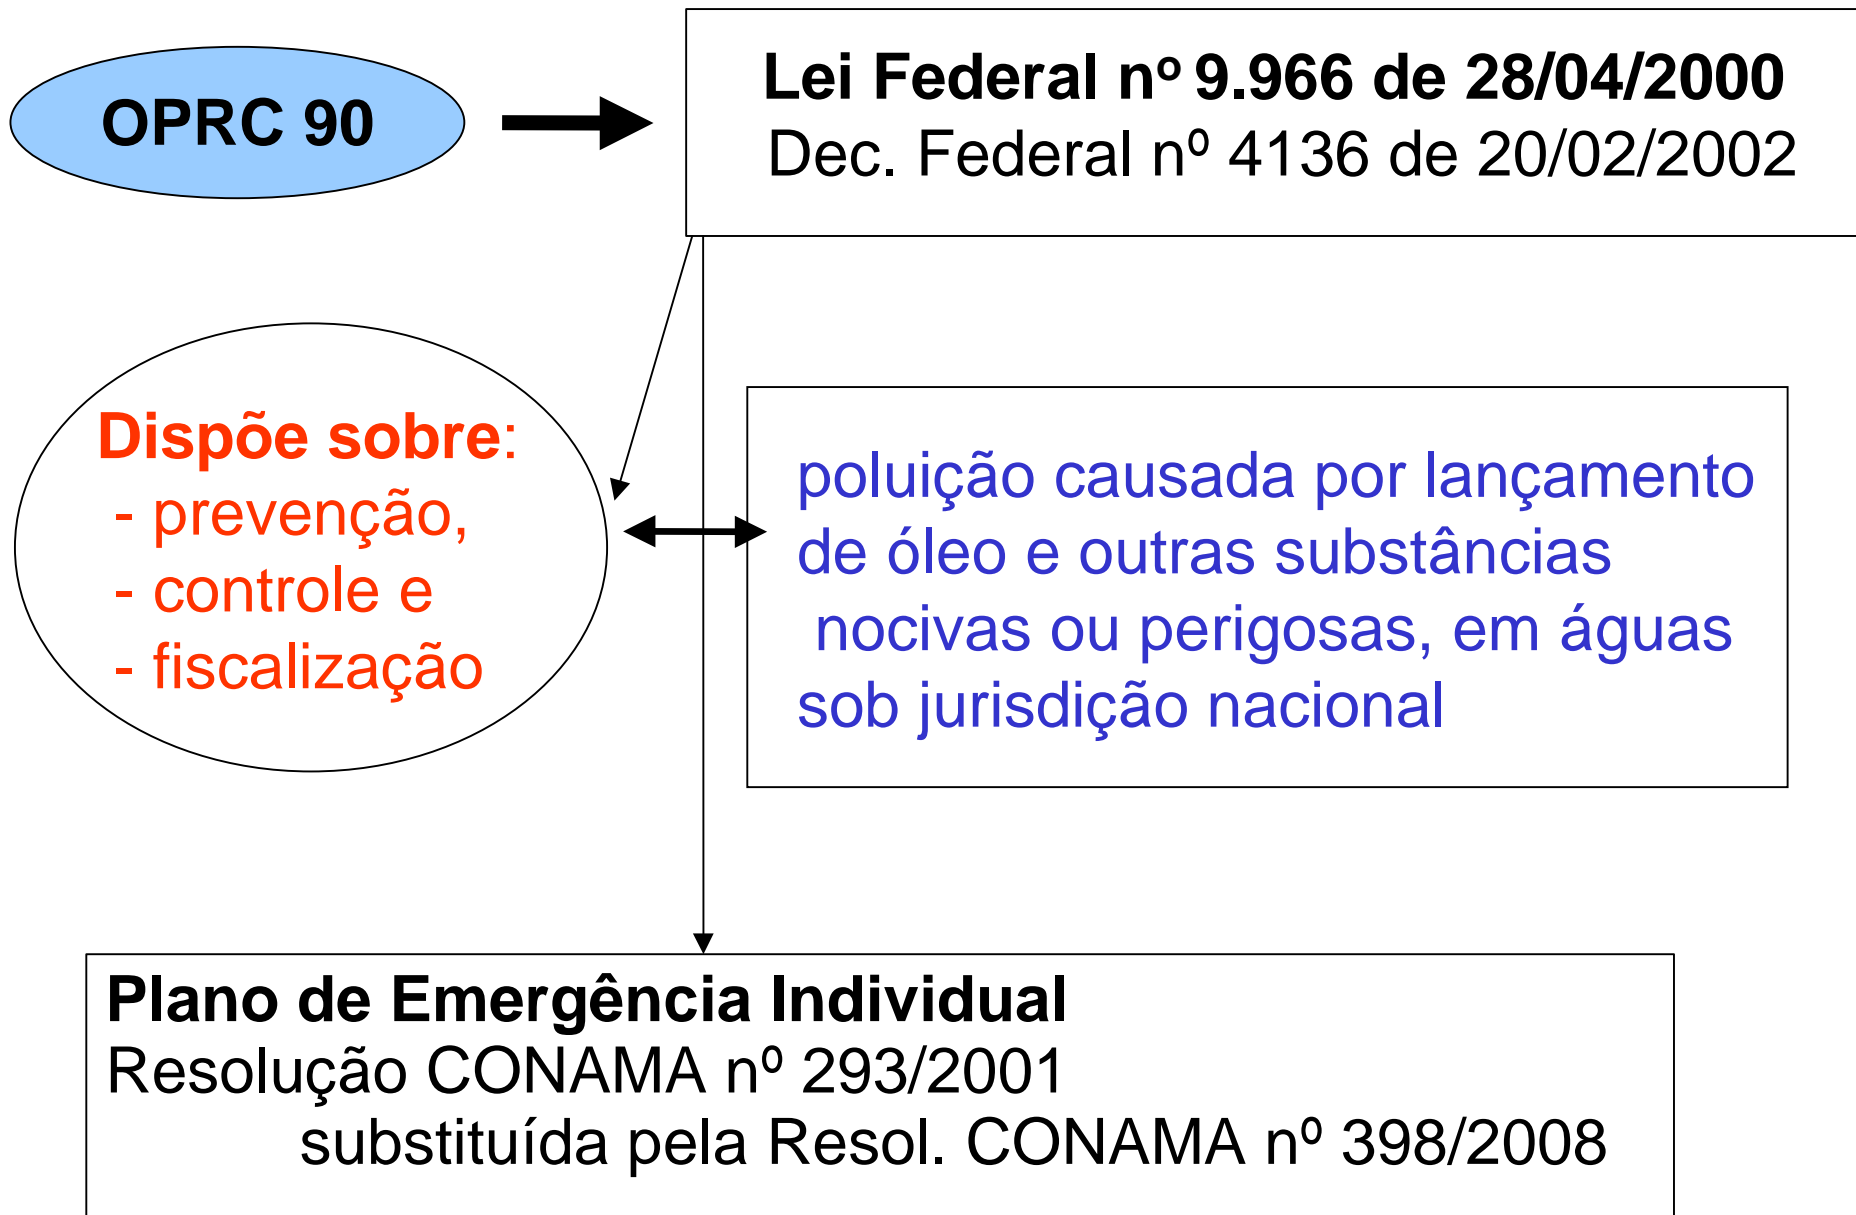 OPRC 90
Lei Federal nº 9.966 de 28/04/2000
Dec. Federal nº 4136 de 20/02/2002
Dispõe sobre:
- prevenção,
- controle e
- fiscalização
poluição causada por lançamento
de óleo e outras substâncias
nocivas ou perigosas, em águas
sob jurisdição nacional
Plano de Emergência Individual
Resolução CONAMA nº 293/2001
substituída pela Resol. CONAMA nº 398/2008